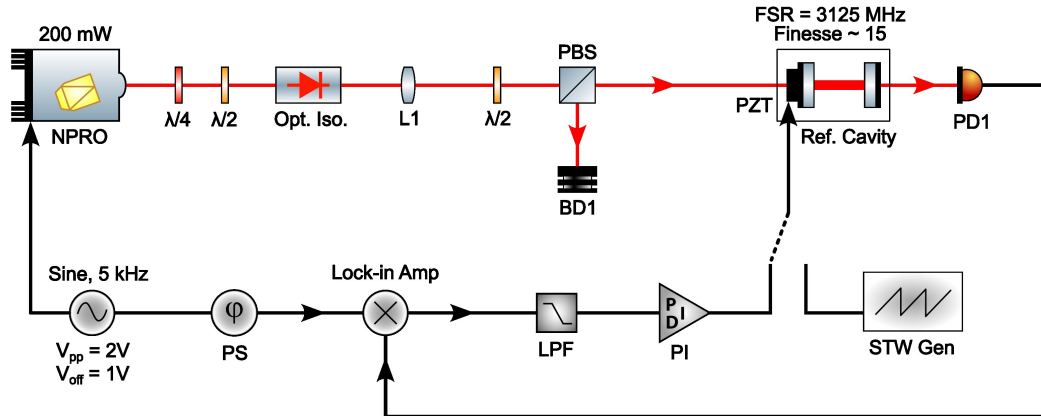 200 mW
NPRO
λ/4
λ/2
Opt. Iso.
L1
λ/2
PBS
BD1
FSR = 3125 MHz
Finesse ~ 15
PZT
Ref. Cavity
PD1
Sine, 5 kHz
Vpp = 2V
Voff = 1V
φ
PS
Lock-in Amp
LPF
P I
D
PI
STW Gen